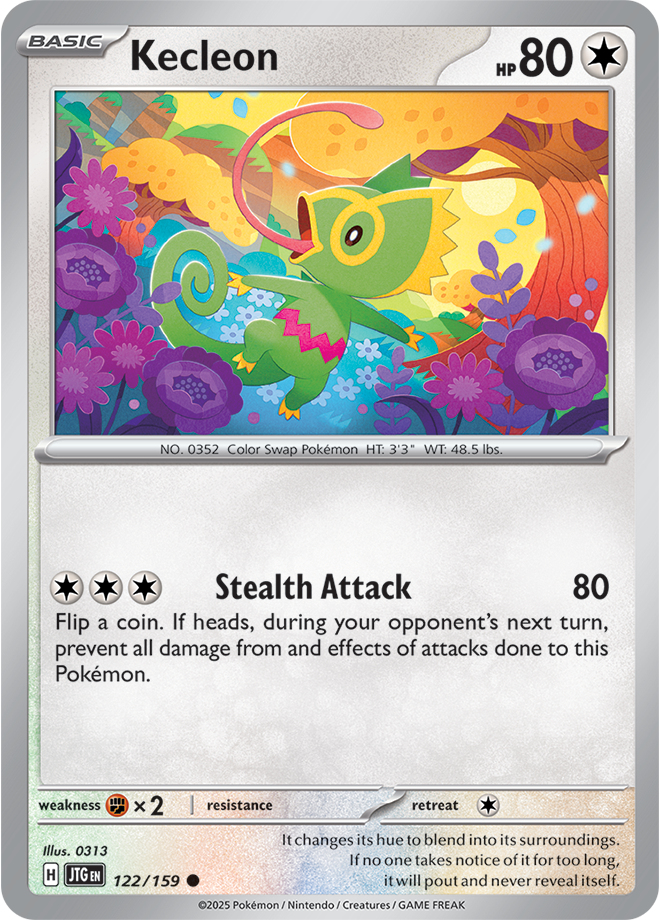 BASIC
Kecleon
HP 80
NO. 0352 Color Swap Pokémon HT: 3'3" WT: 48.5 lbs.
Stealth Attack 80
Flip a coin. If heads, during your opponent's next turn,
prevent all damage from and effects of attacks done to this
Pokémon.
weakness ×2 resistance retreat
Illus. 0313
H JTG EN 122/159
It changes its hue to blend into its surroundings.
If no one takes notice of it for too long,
it will pout and never reveal itself.
©2025 Pokémon / Nintendo / Creatures / GAME FREAK